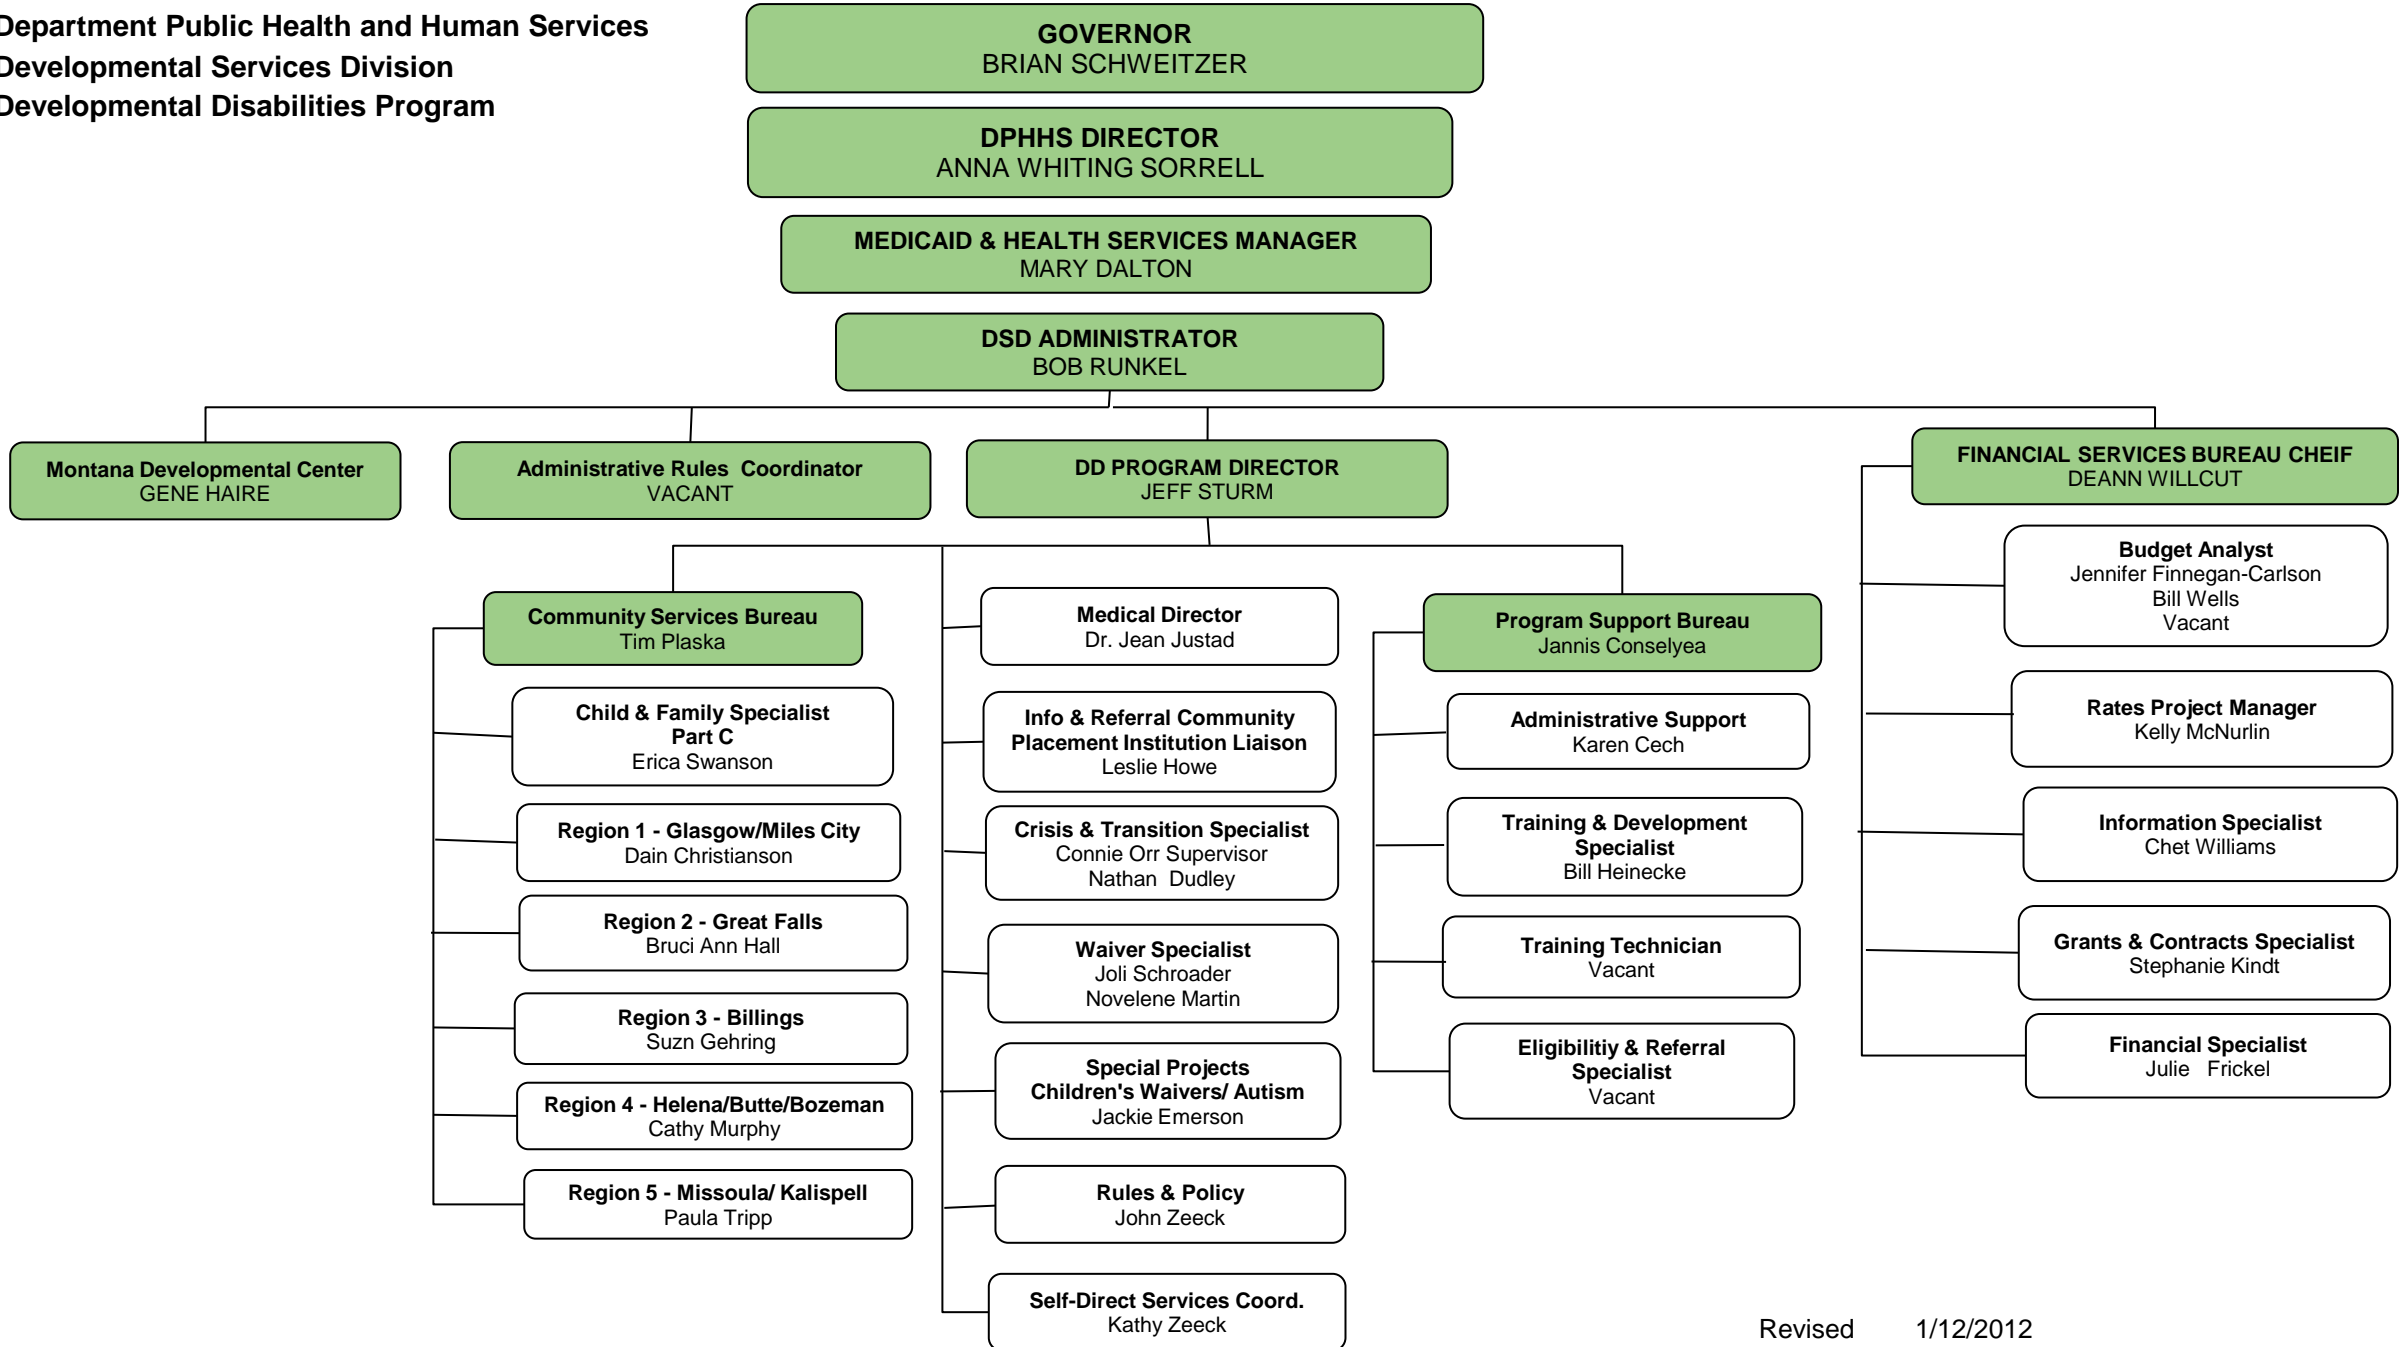 Department Public Health and Human Services
Developmental Services Division
Developmental Disabilities Program
GOVERNOR
BRIAN SCHWEITZER
DPHHS DIRECTOR
ANNA WHITING SORRELL
MEDICAID & HEALTH SERVICES MANAGER
MARY DALTON
DSD ADMINISTRATOR
BOB RUNKEL
Montana Developmental Center
GENE HAIRE
Administrative Rules  Coordinator
VACANT
DD PROGRAM DIRECTOR
JEFF STURM
FINANCIAL SERVICES BUREAU CHEIF
DEANN WILLCUT
Community Services Bureau
Tim Plaska
Child & Family Specialist
Part C
Erica Swanson
Region 1 - Glasgow/Miles City
Dain Christianson
Region 2 - Great Falls
Bruci Ann Hall
Region 3 - Billings
Suzn Gehring
Region 4 - Helena/Butte/Bozeman
Cathy Murphy
Region 5 - Missoula/ Kalispell
Paula Tripp
Medical Director
Dr. Jean Justad
Info & Referral Community
Placement Institution Liaison
Leslie Howe
Crisis & Transition Specialist
Connie Orr Supervisor
Nathan  Dudley
Waiver Specialist
Joli Schroader
Novelene Martin
Special Projects
Children's Waivers/ Autism
Jackie Emerson
Rules & Policy
John Zeeck
Self-Direct Services Coord.
Kathy Zeeck
Program Support Bureau
Jannis Conselyea
Administrative Support
Karen Cech
Training & Development
Specialist
Bill Heinecke
Training Technician
Vacant
Eligibilitiy & Referral
Specialist
Vacant
Budget Analyst
Jennifer Finnegan-Carlson
Bill Wells
Vacant
Rates Project Manager
Kelly McNurlin
Information Specialist
Chet Williams
Grants & Contracts Specialist
Stephanie Kindt
Financial Specialist
Julie   Frickel
Revised 1/12/2012